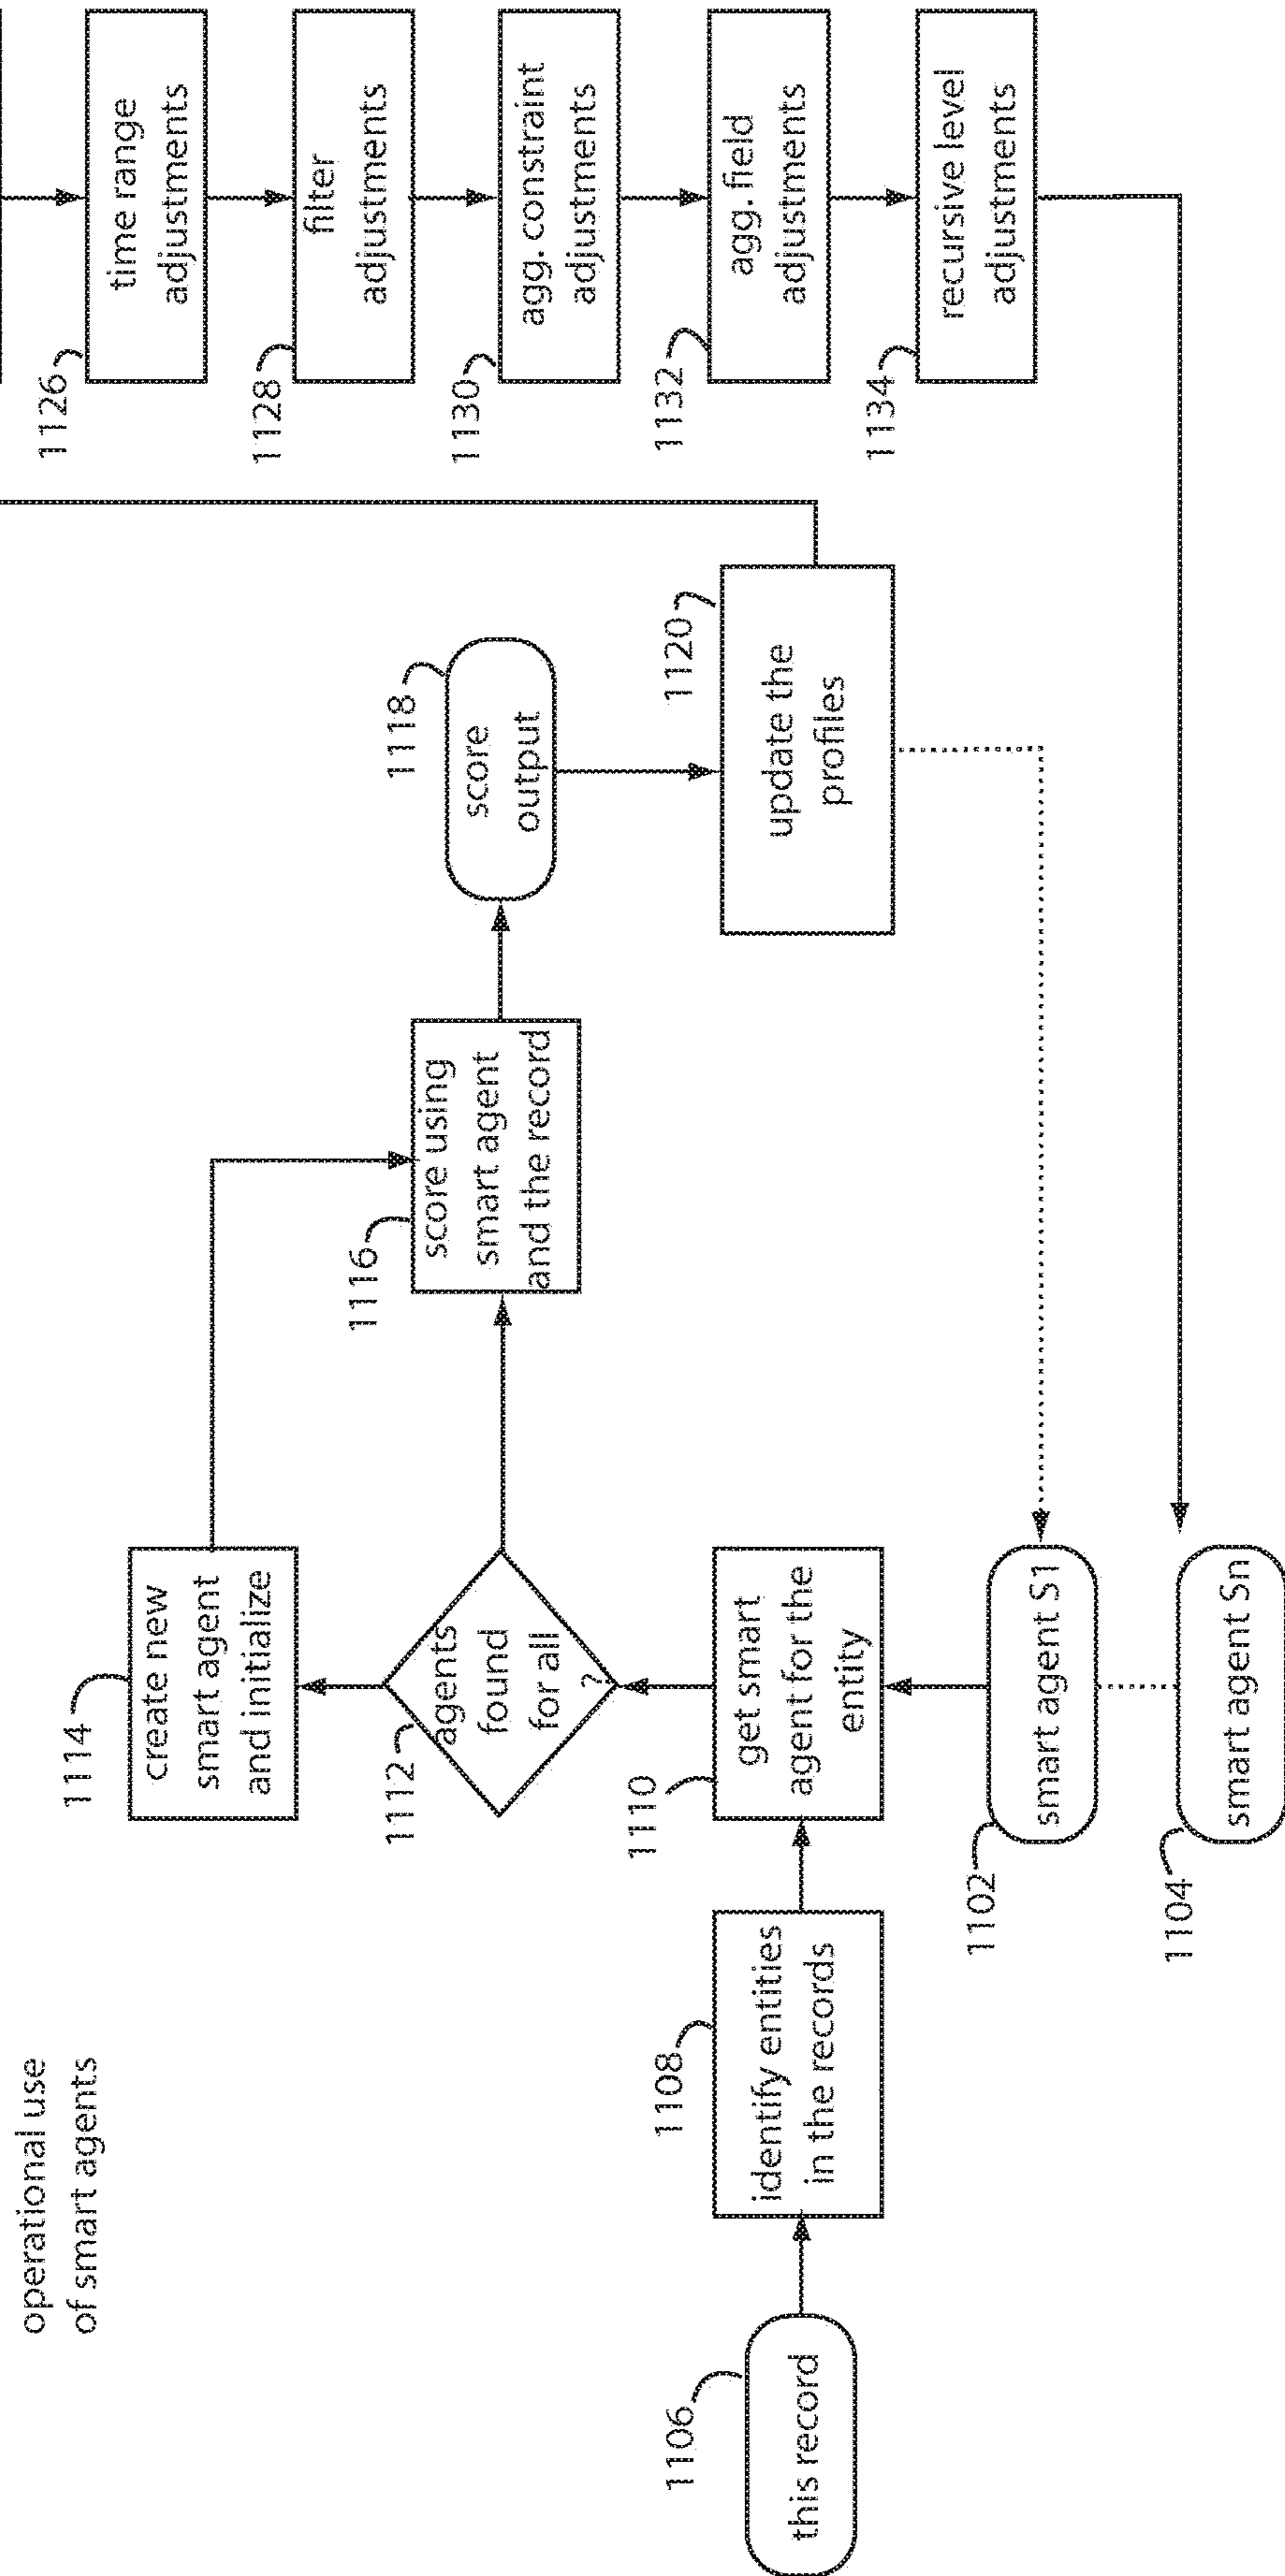 operational use
of smart agents
1106
this record
1108
identify entities
in the records
1102
smart agent S1
1104
smart agent Sn
1110
get smart
agent for the
entity
1112
agents
found
for all
?
1114
create new
smart agent
and initialize
1116
score using
smart agent
and the record
1118
score
output
1120
update the
profiles
1126
time range
adjustments
1128
filter
adjustments
1130
agg. constraint
adjustments
1132
agg. field
adjustments
1134
recursive level
adjustments